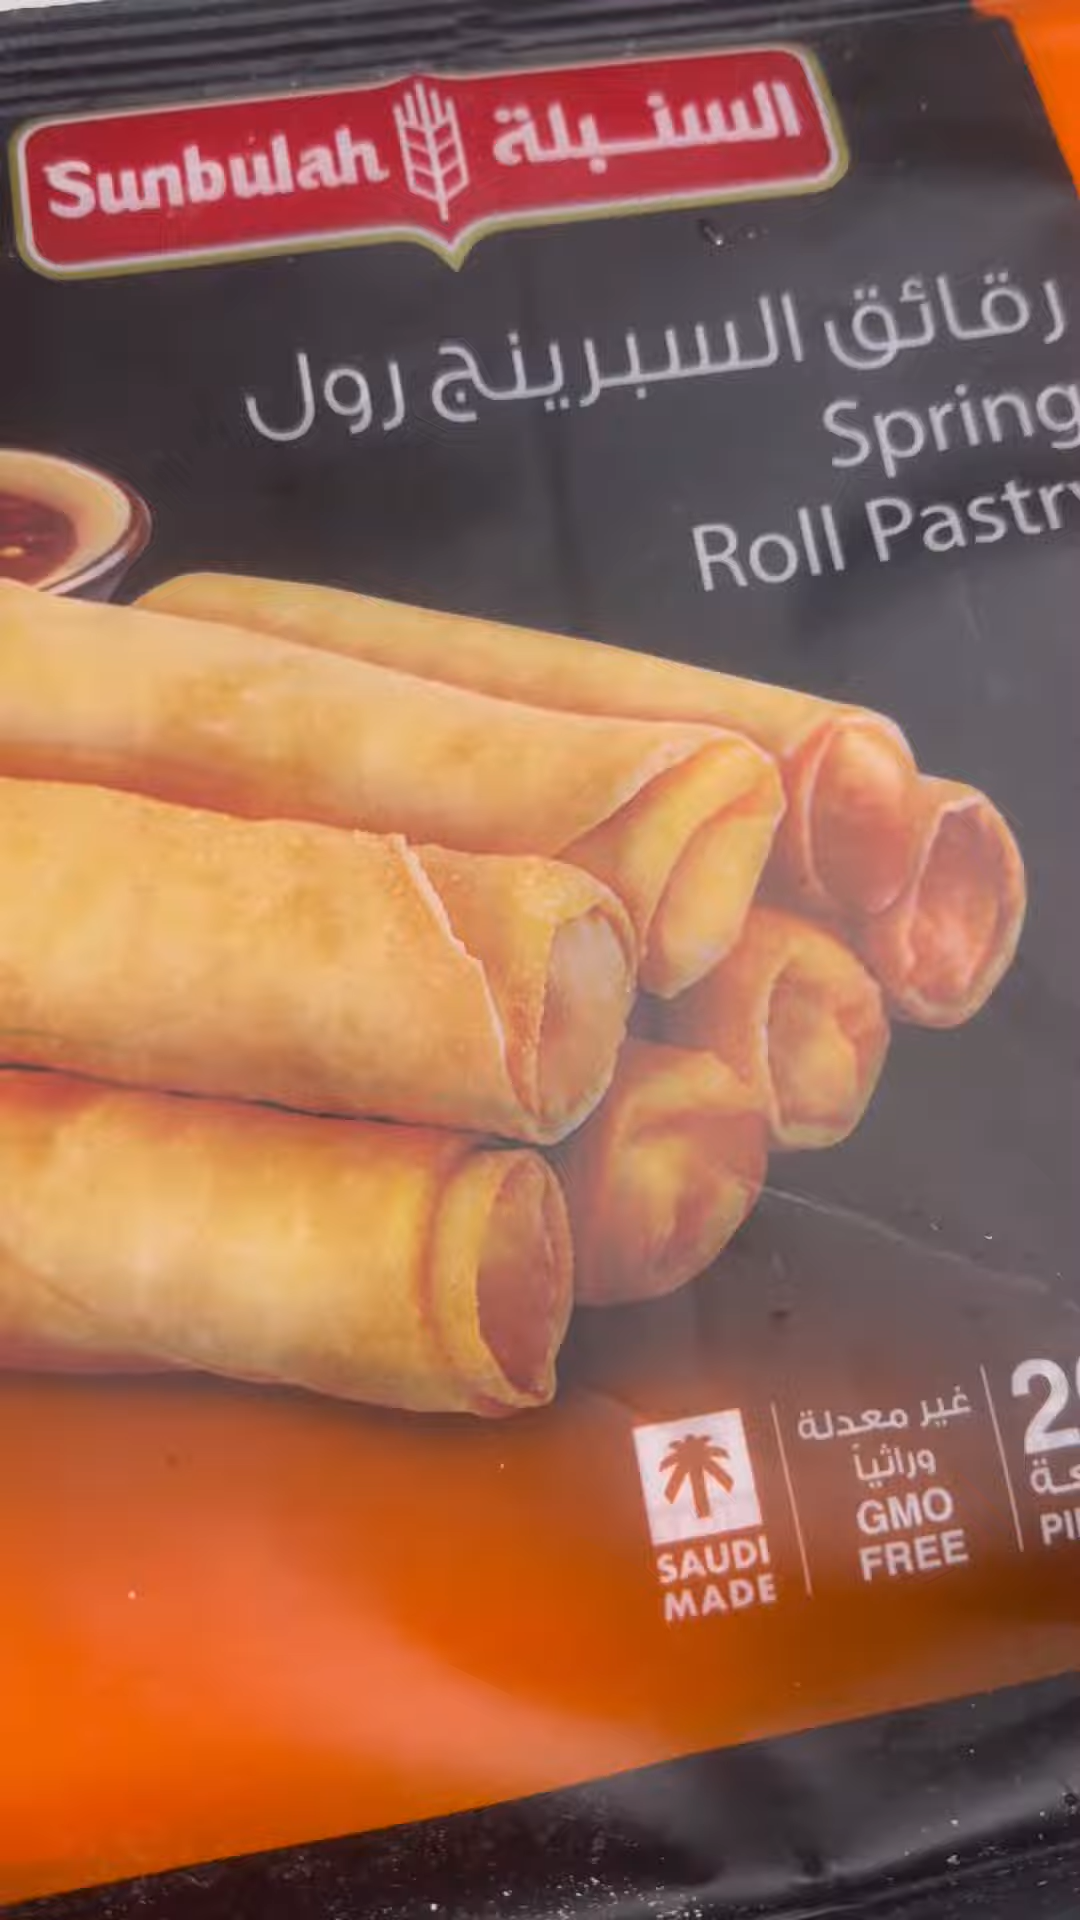 Sunbulah السنبلة
رقائق السبرينج رول
Spring
Roll Pastry
SAUDI
MADE
غير معدلة
وراثياً
GMO
FREE